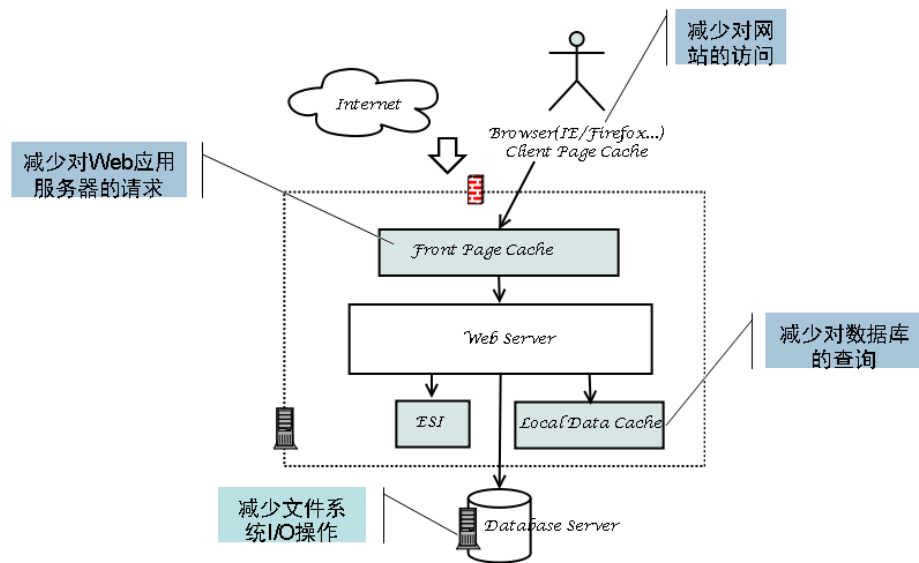 减少对网
站的访问
Internet
Browser(IE/Firefox...)
Client Page Cache
减少对Web应用
服务器的请求
Front Page Cache
Web Server
减少对数据库
的查询
ESI
Local Data Cache
减少文件系
统I/O操作
Database Server